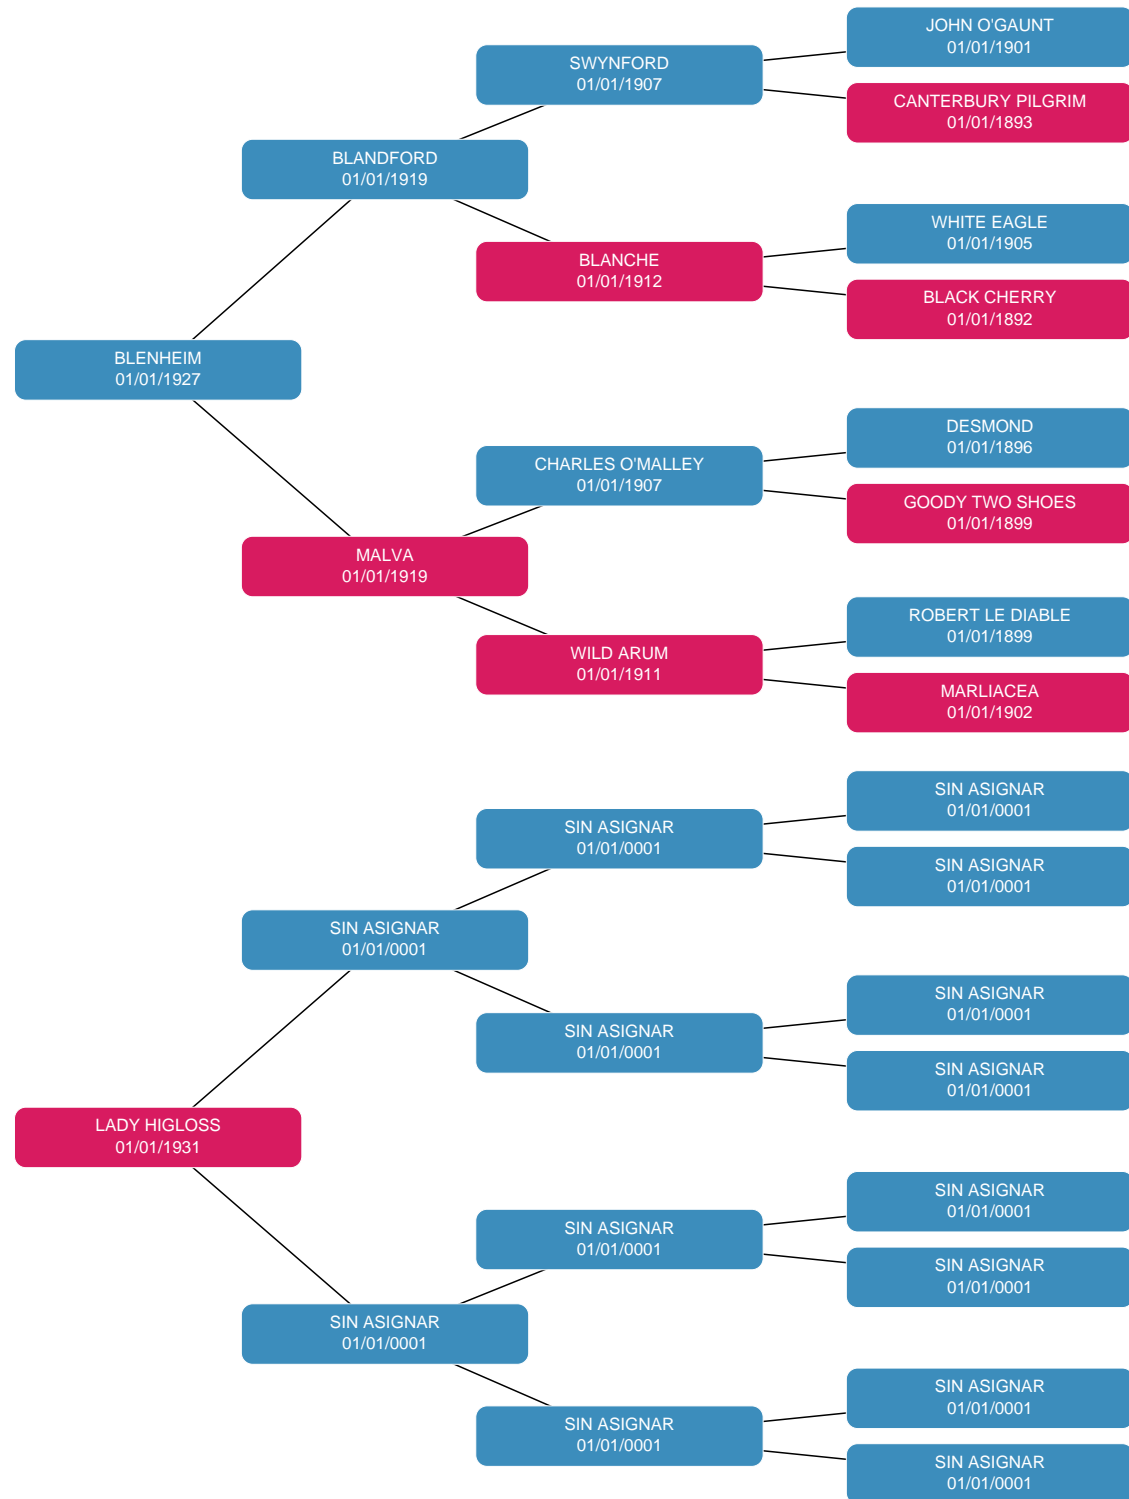 JOHN O'GAUNT
01/01/1901
SWYNFORD
01/01/1907
CANTERBURY PILGRIM
01/01/1893
BLANDFORD
01/01/1919
WHITE EAGLE
01/01/1905
BLANCHE
01/01/1912
BLACK CHERRY
01/01/1892
BLENHEIM
01/01/1927
DESMOND
01/01/1896
CHARLES O'MALLEY
01/01/1907
GOODY TWO SHOES
01/01/1899
MALVA
01/01/1919
ROBERT LE DIABLE
01/01/1899
WILD ARUM
01/01/1911
MARLIACEA
01/01/1902
SIN ASIGNAR
01/01/0001
SIN ASIGNAR
01/01/0001
SIN ASIGNAR
01/01/0001
SIN ASIGNAR
01/01/0001
SIN ASIGNAR
01/01/0001
SIN ASIGNAR
01/01/0001
SIN ASIGNAR
01/01/0001
LADY HIGLOSS
01/01/1931
SIN ASIGNAR
01/01/0001
SIN ASIGNAR
01/01/0001
SIN ASIGNAR
01/01/0001
SIN ASIGNAR
01/01/0001
SIN ASIGNAR
01/01/0001
SIN ASIGNAR
01/01/0001
SIN ASIGNAR
01/01/0001